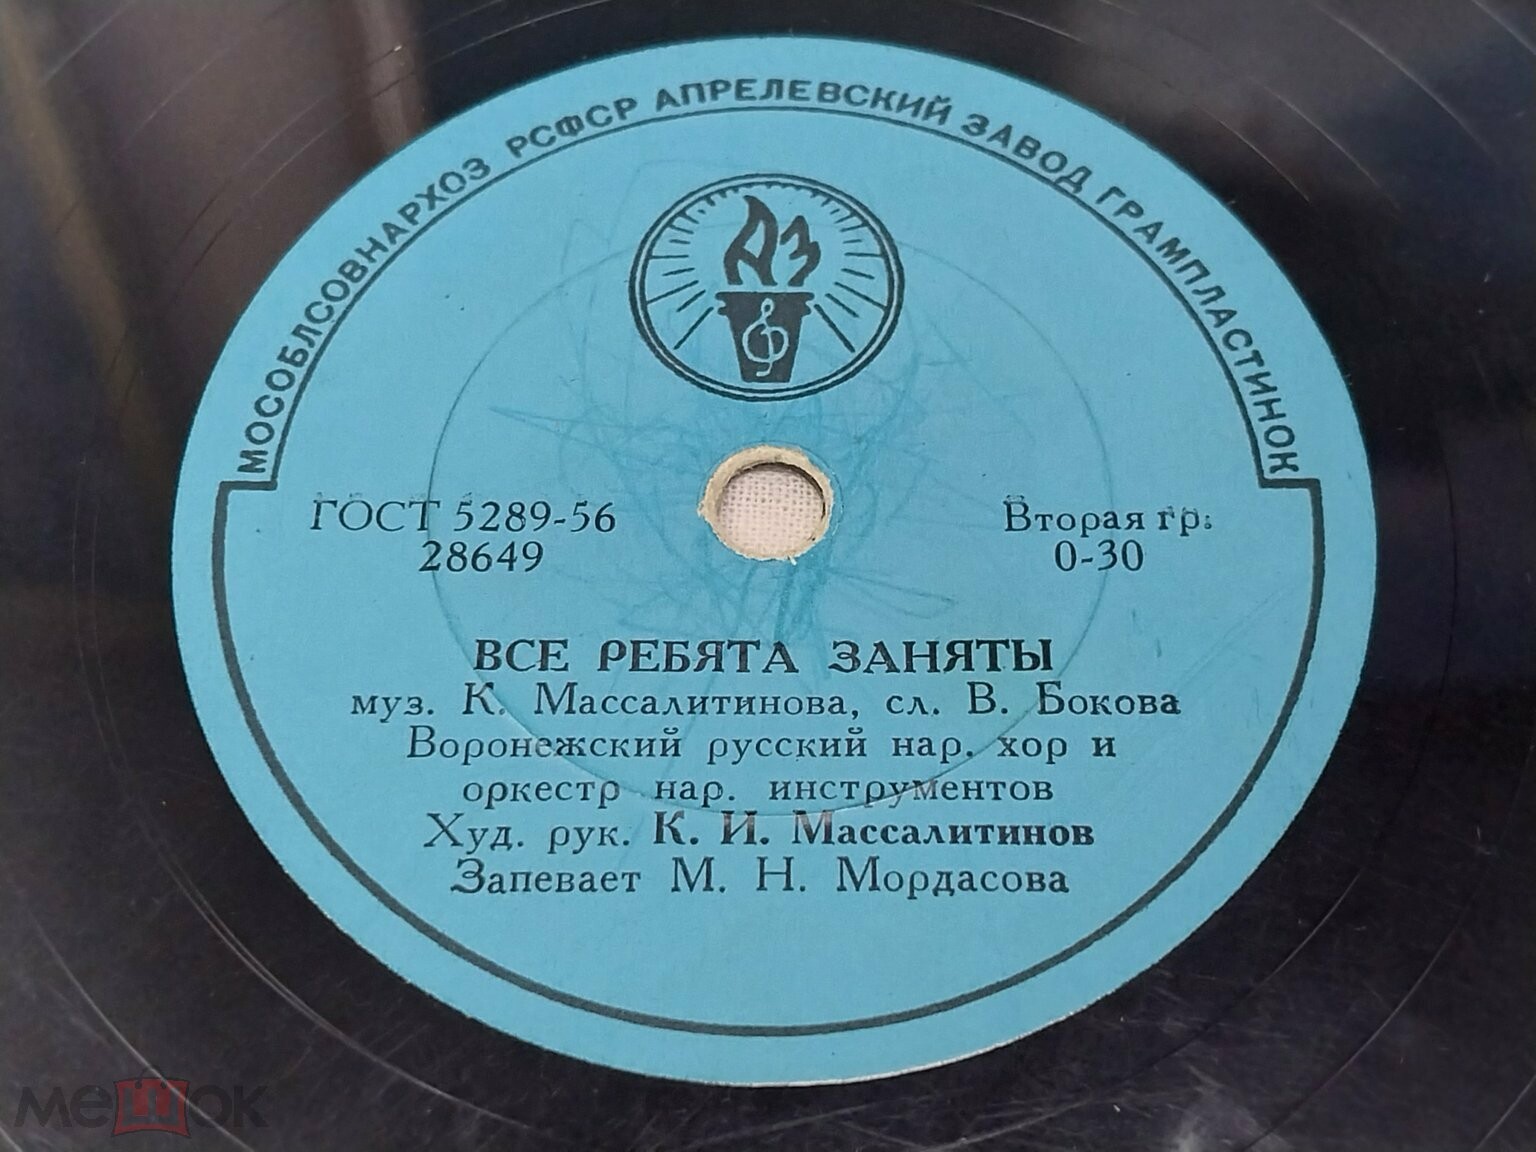 МОСОБЛСОВНАРХОЗ РСФСР АПРЕЛЕВСКИЙ ЗАВОД ГРАМПЛАСТИНОК
АЗ
ГОСТ 5289-56
28649
Вторая гр.
0-30
ВСЕ РЕБЯТА ЗАНЯТЫ
муз. К. Массалитинова, сл. В. Бокова
Воронежский русский нар. хор и
оркестр нар. инструментов
Худ. рук. К. И. Массалитинов
Запевает М. Н. Мордасова
мешок